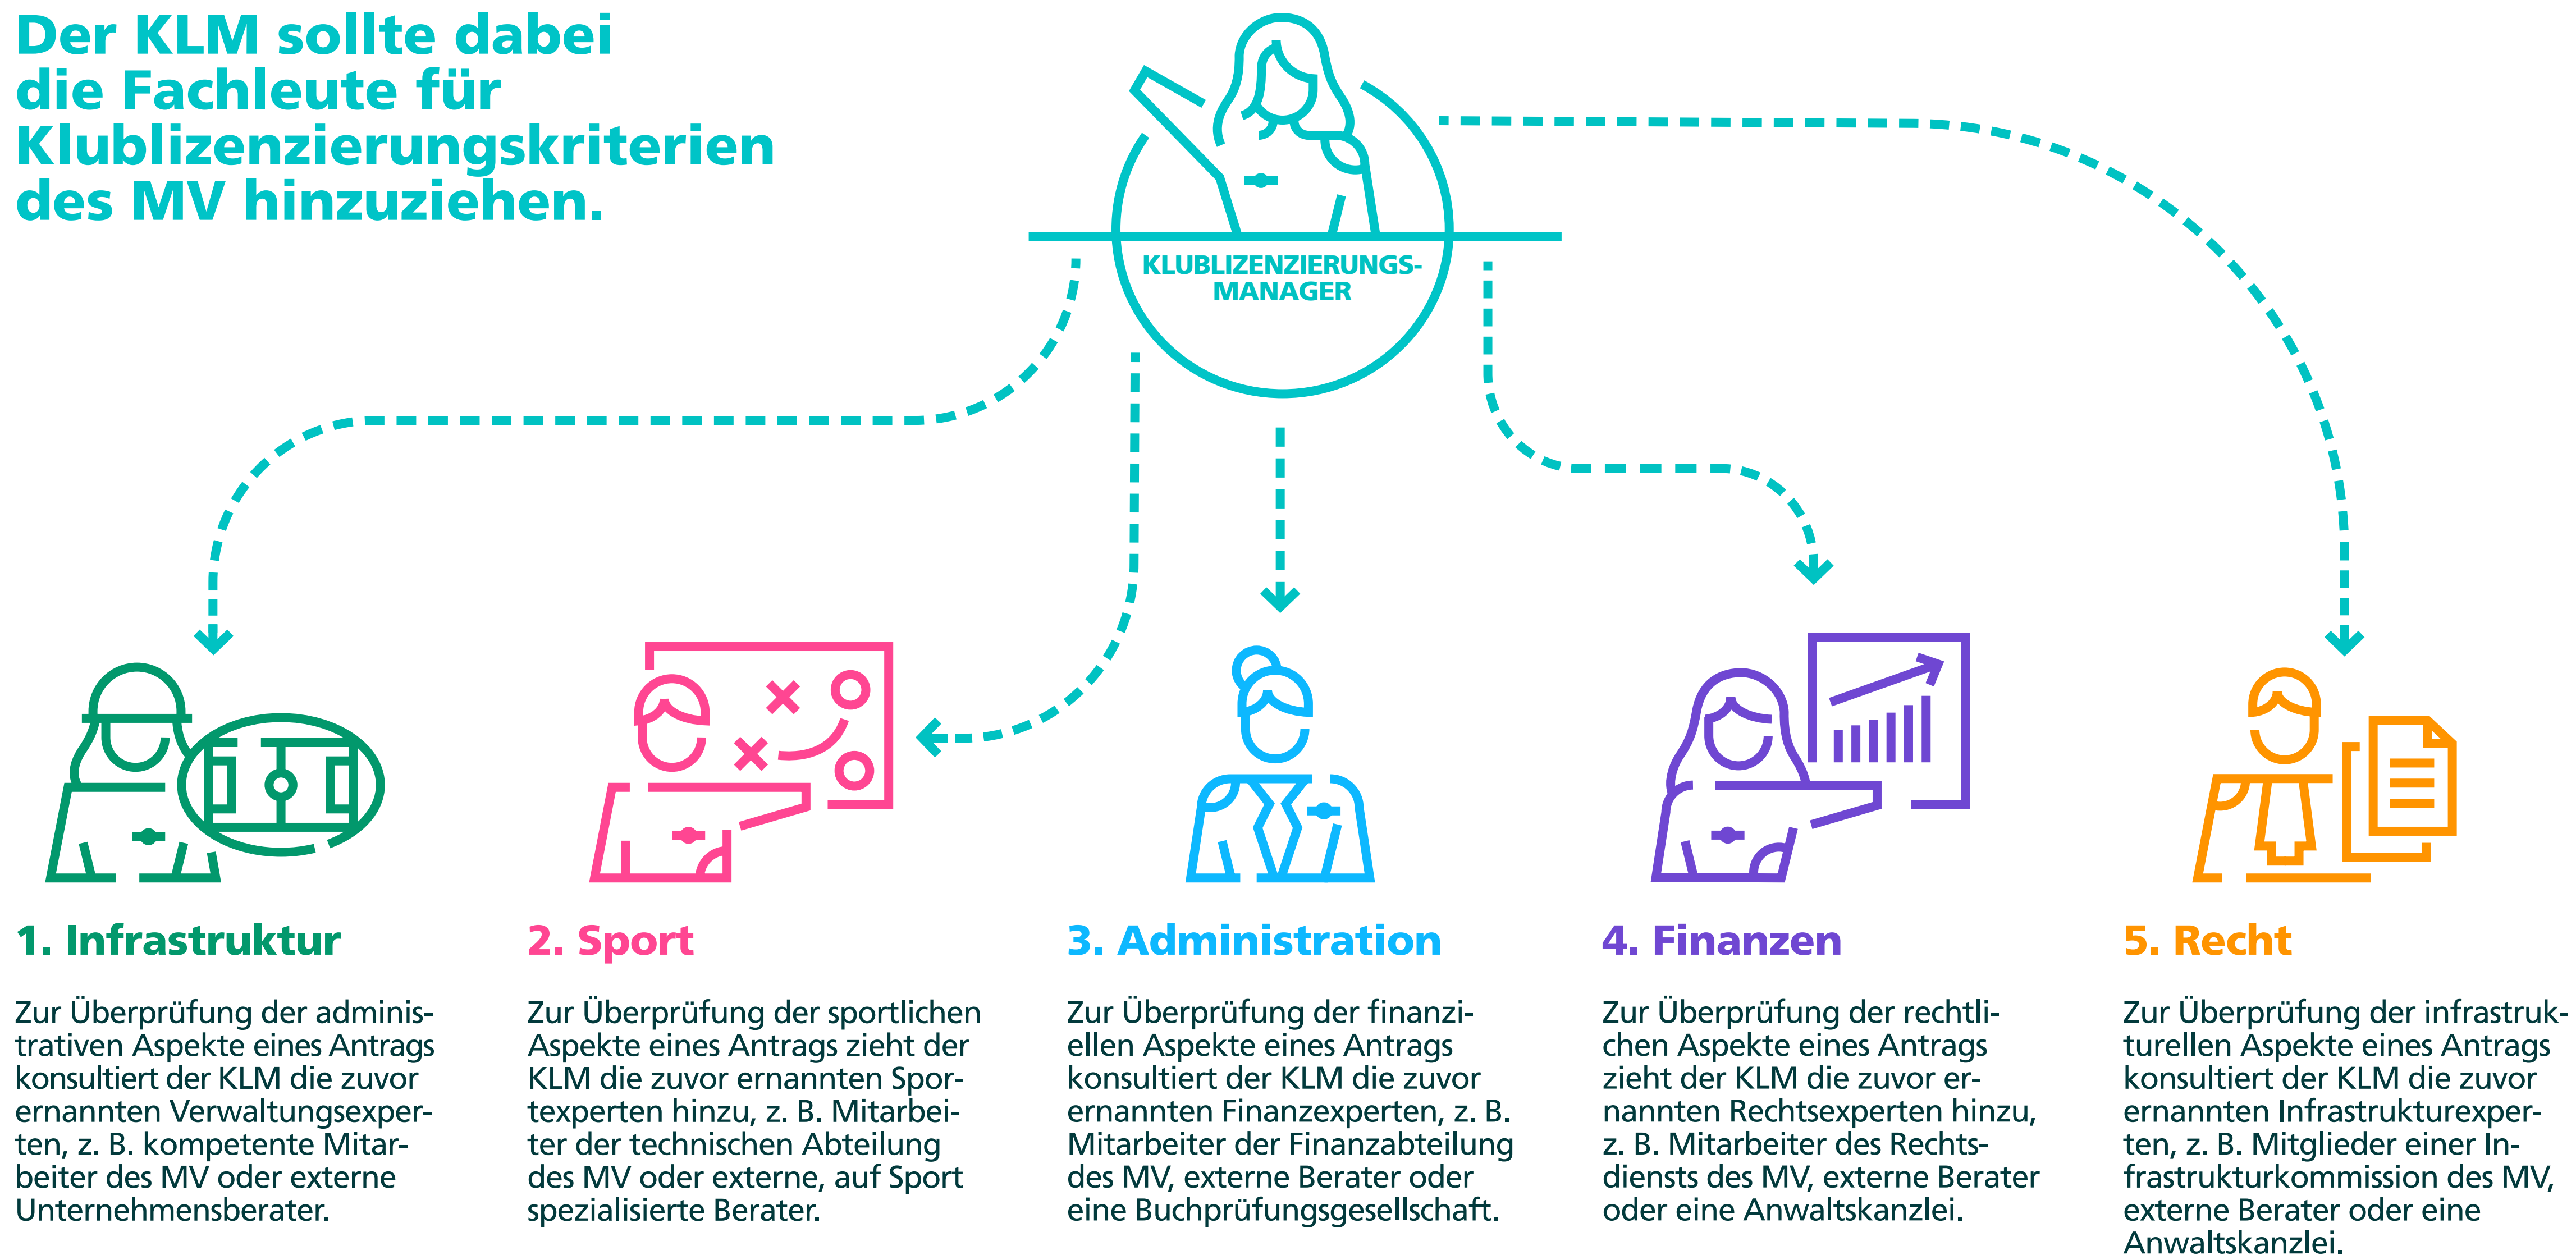 Der KLM sollte dabei
die Fachleute für
Klublizenzierungskriterien
des MV hinzuziehen.
KLUBLIZENZIERUNGS-
MANAGER
1. Infrastruktur
Zur Überprüfung der adminis-
trativen Aspekte eines Antrags
konsultiert der KLM die zuvor
ernannten Verwaltungsexper-
ten, z. B. kompetente Mitar-
beiter des MV oder externe
Unternehmensberater.
2. Sport
Zur Überprüfung der sportlichen
Aspekte eines Antrags zieht der
KLM die zuvor ernannten Spor-
texperten hinzu, z. B. Mitarbei-
ter der technischen Abteilung
des MV oder externe, auf Sport
spezialisierte Berater.
3. Administration
Zur Überprüfung der finanzi-
ellen Aspekte eines Antrags
konsultiert der KLM die zuvor
ernannten Finanzexperten, z. B.
Mitarbeiter der Finanzabteilung
des MV, externe Berater oder
eine Buchprüfungsgesellschaft.
4. Finanzen
Zur Überprüfung der rechtli-
chen Aspekte eines Antrags
zieht der KLM die zuvor er-
nannten Rechtsexperten hinzu,
z. B. Mitarbeiter des Rechts-
diensts des MV, externe Berater
oder eine Anwaltskanzlei.
5. Recht
Zur Überprüfung der infrastruk-
turellen Aspekte eines Antrags
konsultiert der KLM die zuvor
ernannten Infrastrukturexper-
ten, z. B. Mitglieder einer In-
frastrukturkommission des MV,
externe Berater oder eine
Anwaltskanzlei.